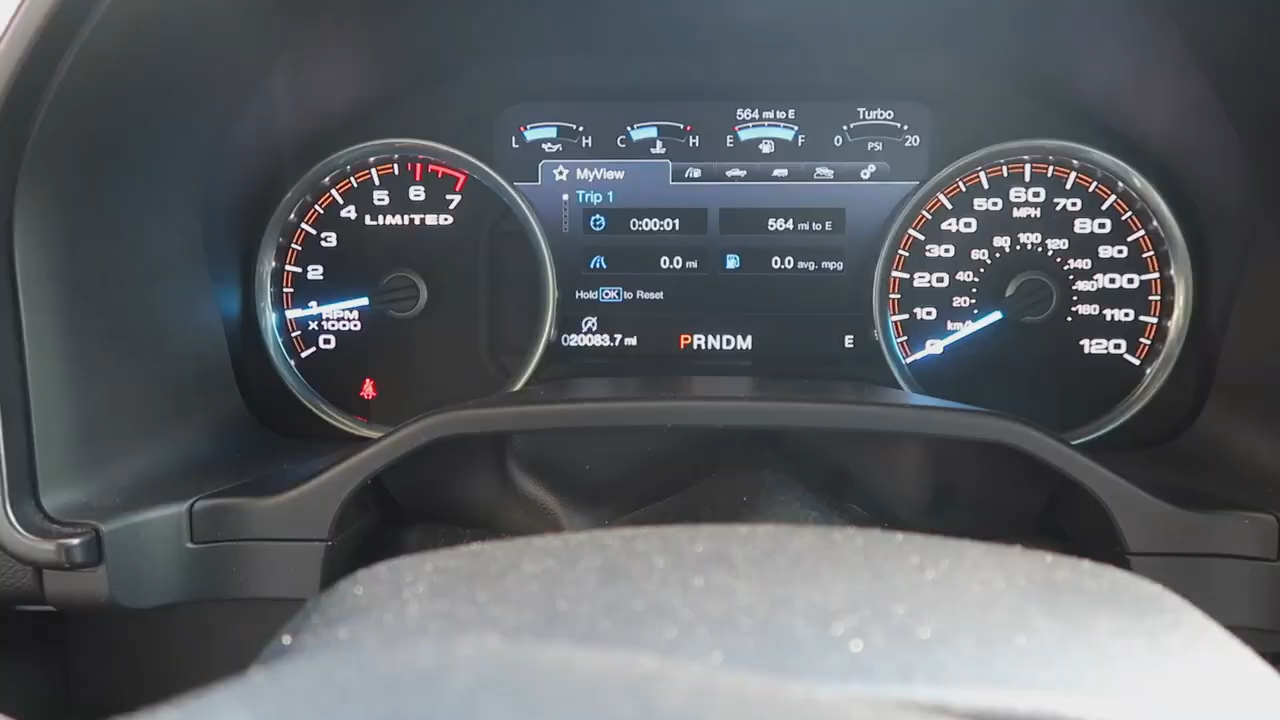 564 mi to E
Turbo
L H C H E F 0 20
PSI
MyView
Trip 1
0:00:01
564 mi to E
0.0 mi
0.0 avg. mpg
Hold OK to Reset
020083.7 mi
PRNDM
E
0
1
2
3
4
5
6
7
LIMITED
RPM
X1000
0
10
20
30
40
50
60
70
80
90
100
110
120
MPH
km/h
20
40
60
80
100
120
140
160
180